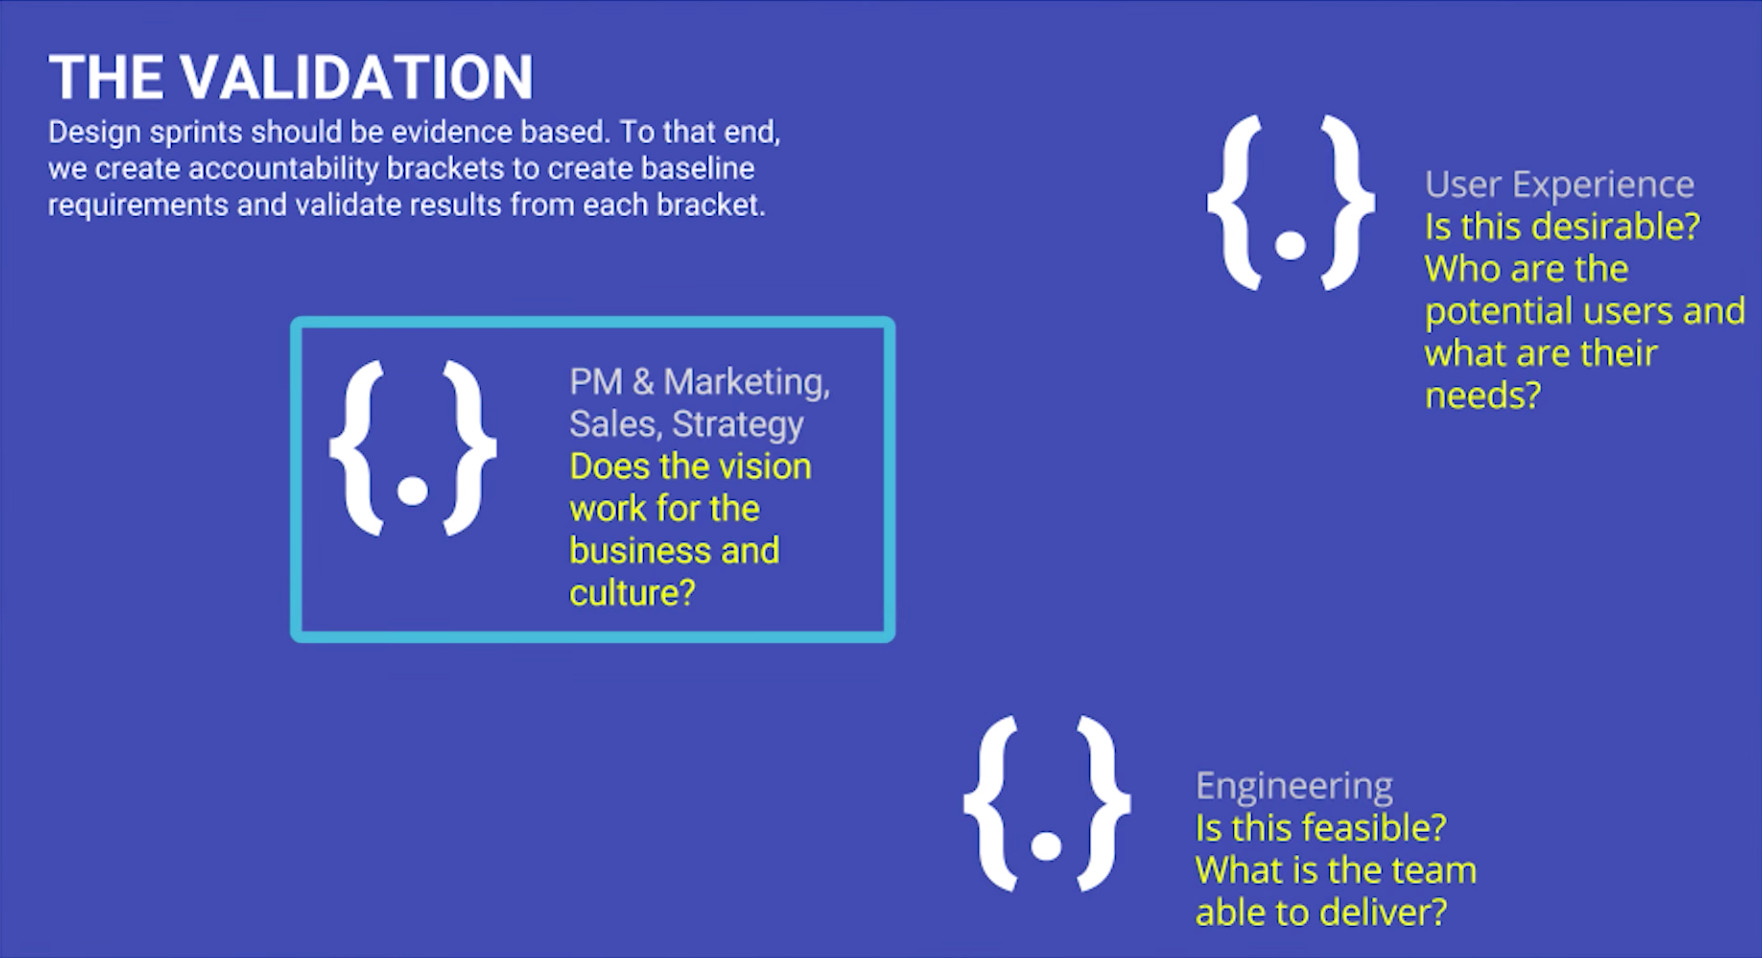 THE VALIDATION
Design sprints should be evidence based. To that end,
we create accountability brackets to create baseline
requirements and validate results from each bracket.
{.}
User Experience
Is this desirable?
Who are the
potential users and
what are their
needs?
{.}
PM & Marketing,
Sales, Strategy
Does the vision
work for the
business and
culture?
{.}
Engineering
Is this feasible?
What is the team
able to deliver?